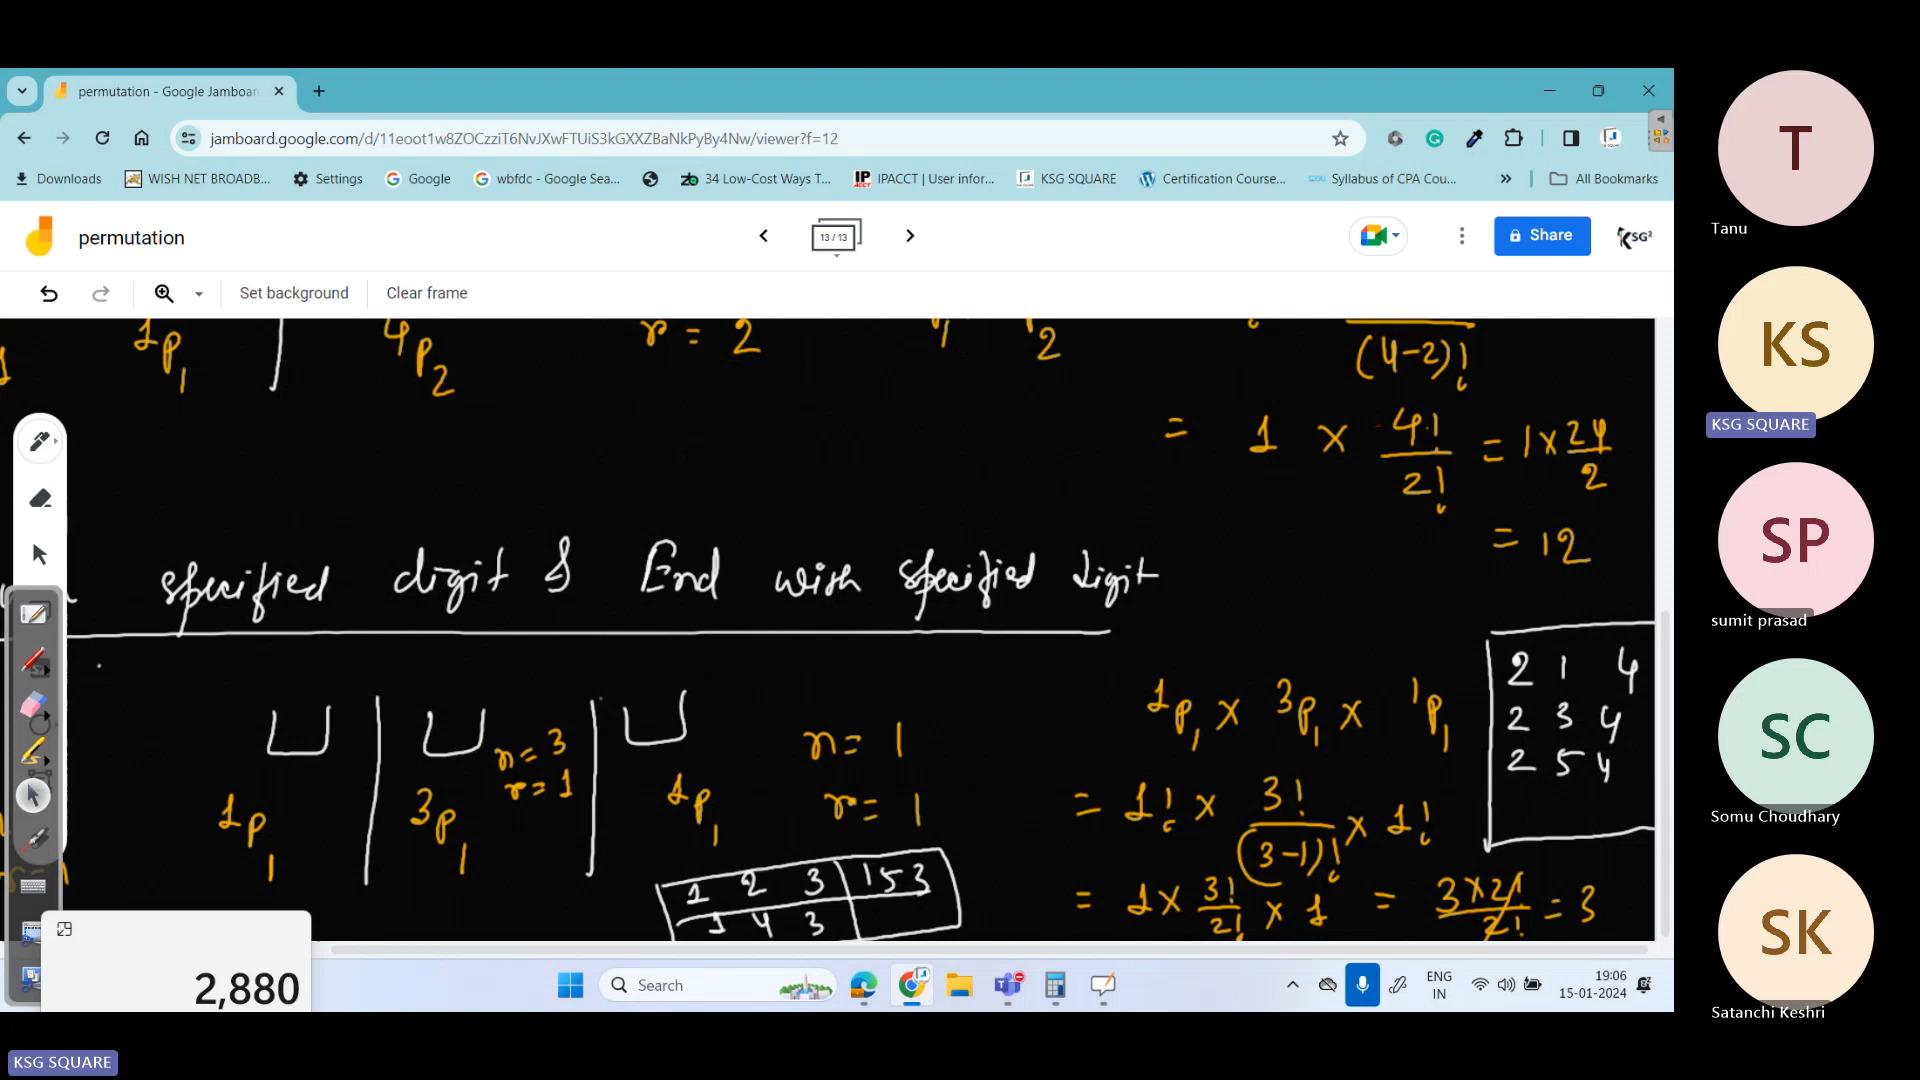 permutation - Google Jamboar
jamboard.google.com/d/11eoot1w8ZOCzziT6NvJXwFTUiS3kGXXZBaNkPyBy4Nw/viewer?f=12
Downloads WISH NET BROADB... Settings Google wbfdc - Google Sea... 34 Low-Cost Ways T... IPACCT | User infor... KSG SQUARE Certification Course... Syllabus of CPA Cou... » All Bookmarks
permutation
13 / 13
Share
KSG²
Set background
Clear frame
1P1
4P2
r = 2
(4-2)!
= 1 × 4!/2! = 1 × 24/2
= 12
specified digit & End with specified digit
2 1 4
2 3 4
2 5 4
1P1 3P1 1P1
n = 3
r = 1
n = 1
r = 1
1P1 × 3P1 × 1P1
= 1! × 3!/(3-1)! × 1!
= 1 × 3!/2! × 1 = 3×2!/2! = 3
1 2 3 153
1 4 3
2,880
Search
ENG
IN
19:06
15-01-2024
T
Tanu
KS
KSG SQUARE
SP
sumit prasad
SC
Somu Choudhary
SK
Satanchi Keshri
KSG SQUARE